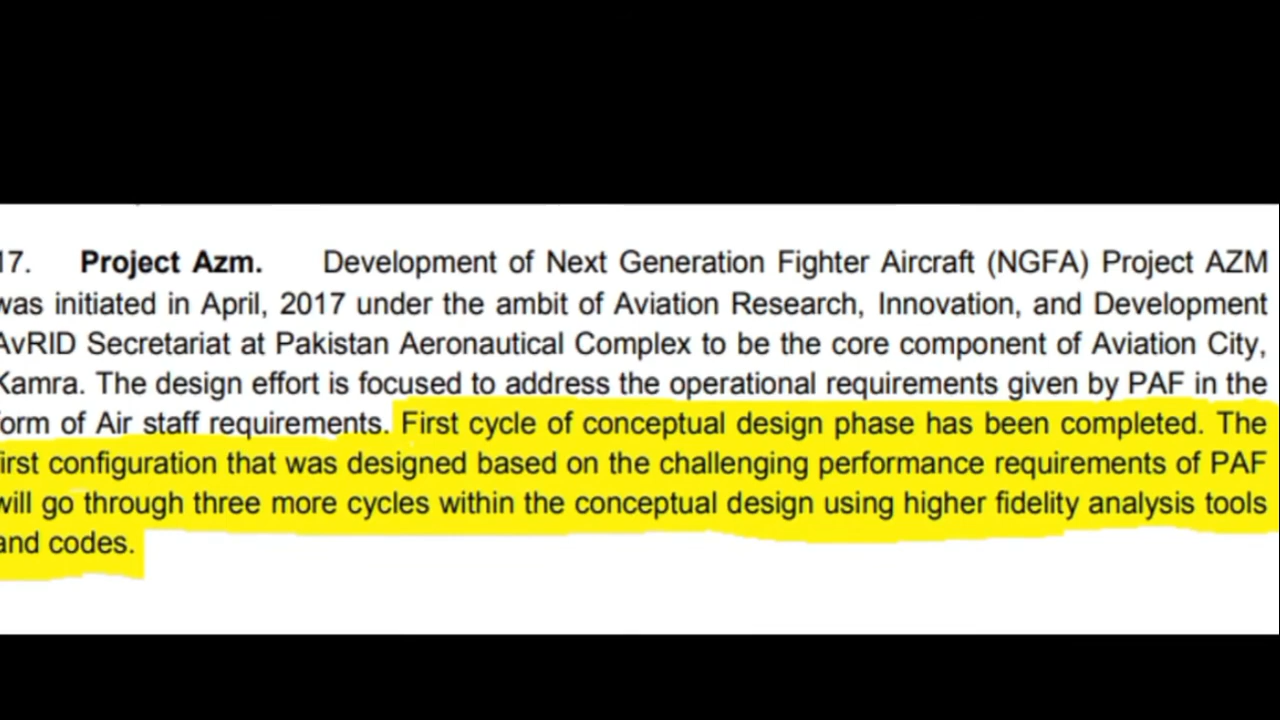 17. Project Azm. Development of Next Generation Fighter Aircraft (NGFA) Project AZM
was initiated in April, 2017 under the ambit of Aviation Research, Innovation, and Development
AvRID Secretariat at Pakistan Aeronautical Complex to be the core component of Aviation City,
Kamra. The design effort is focused to address the operational requirements given by PAF in the
form of Air staff requirements. First cycle of conceptual design phase has been completed. The
first configuration that was designed based on the challenging performance requirements of PAF
will go through three more cycles within the conceptual design using higher fidelity analysis tools
and codes.